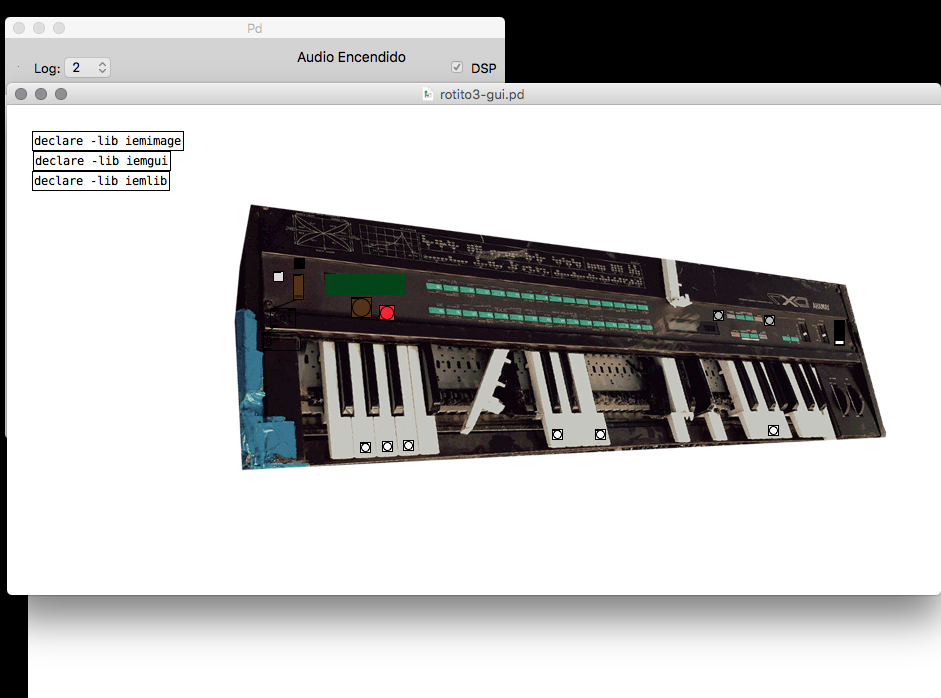 Pd
Audio Encendido
Log: 2
DSP
rotito3-gui.pd
declare -lib iemimage
declare -lib iemgui
declare -lib iemlib